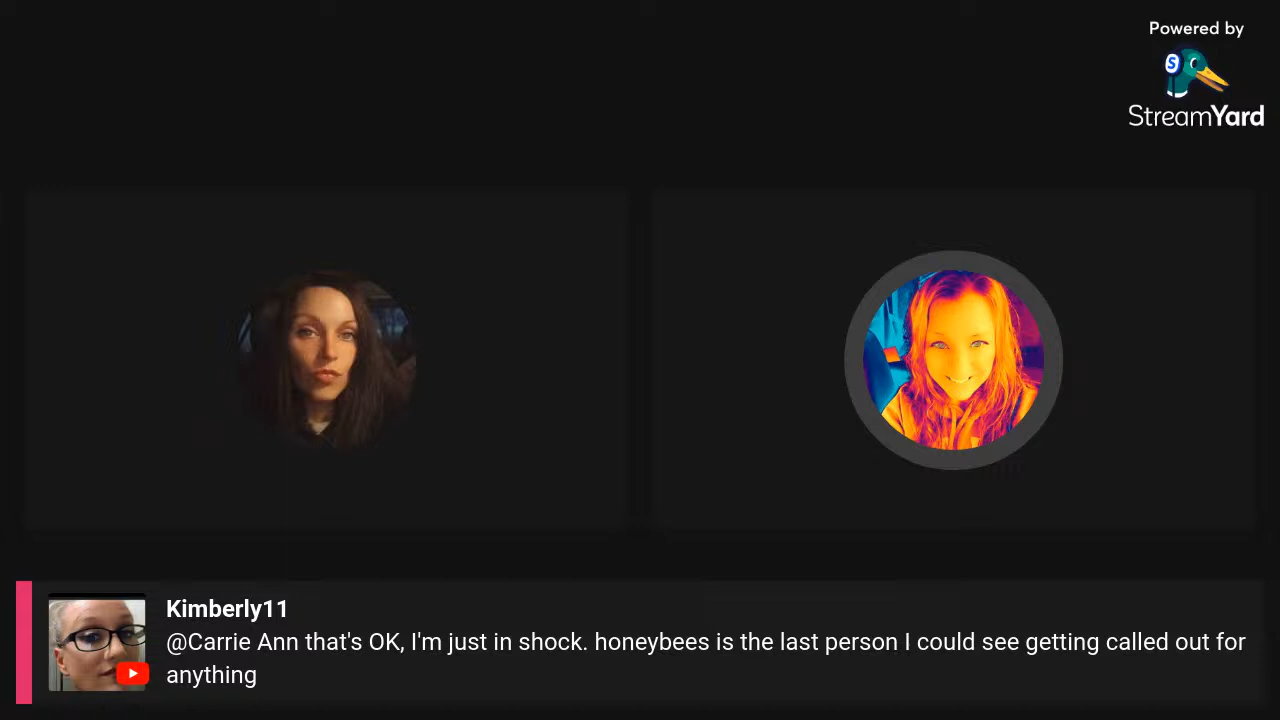 Powered by
S
StreamYard
Kimberly11
@Carrie Ann that's OK, I'm just in shock. honeybees is the last person I could see getting called out for
anything